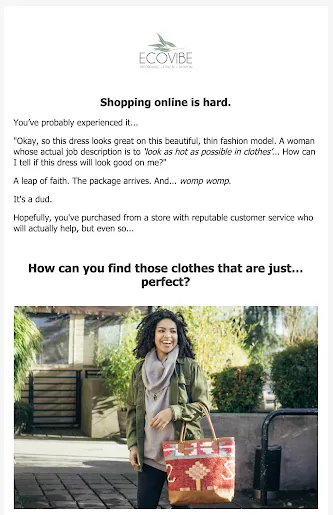 ECOVIBE
Shopping online is hard.
You've probably experienced it...
"Okay, so this dress looks great on this beautiful, thin fashion model. A woman
whose actual job description is to 'look as hot as possible in clothes'... How can
I tell if this dress will look good on me?"
A leap of faith. The package arrives. And... womp womp.
It's a dud.
Hopefully, you've purchased from a store with reputable customer service who
will actually help, but even so...
How can you find those clothes that are just...
perfect?